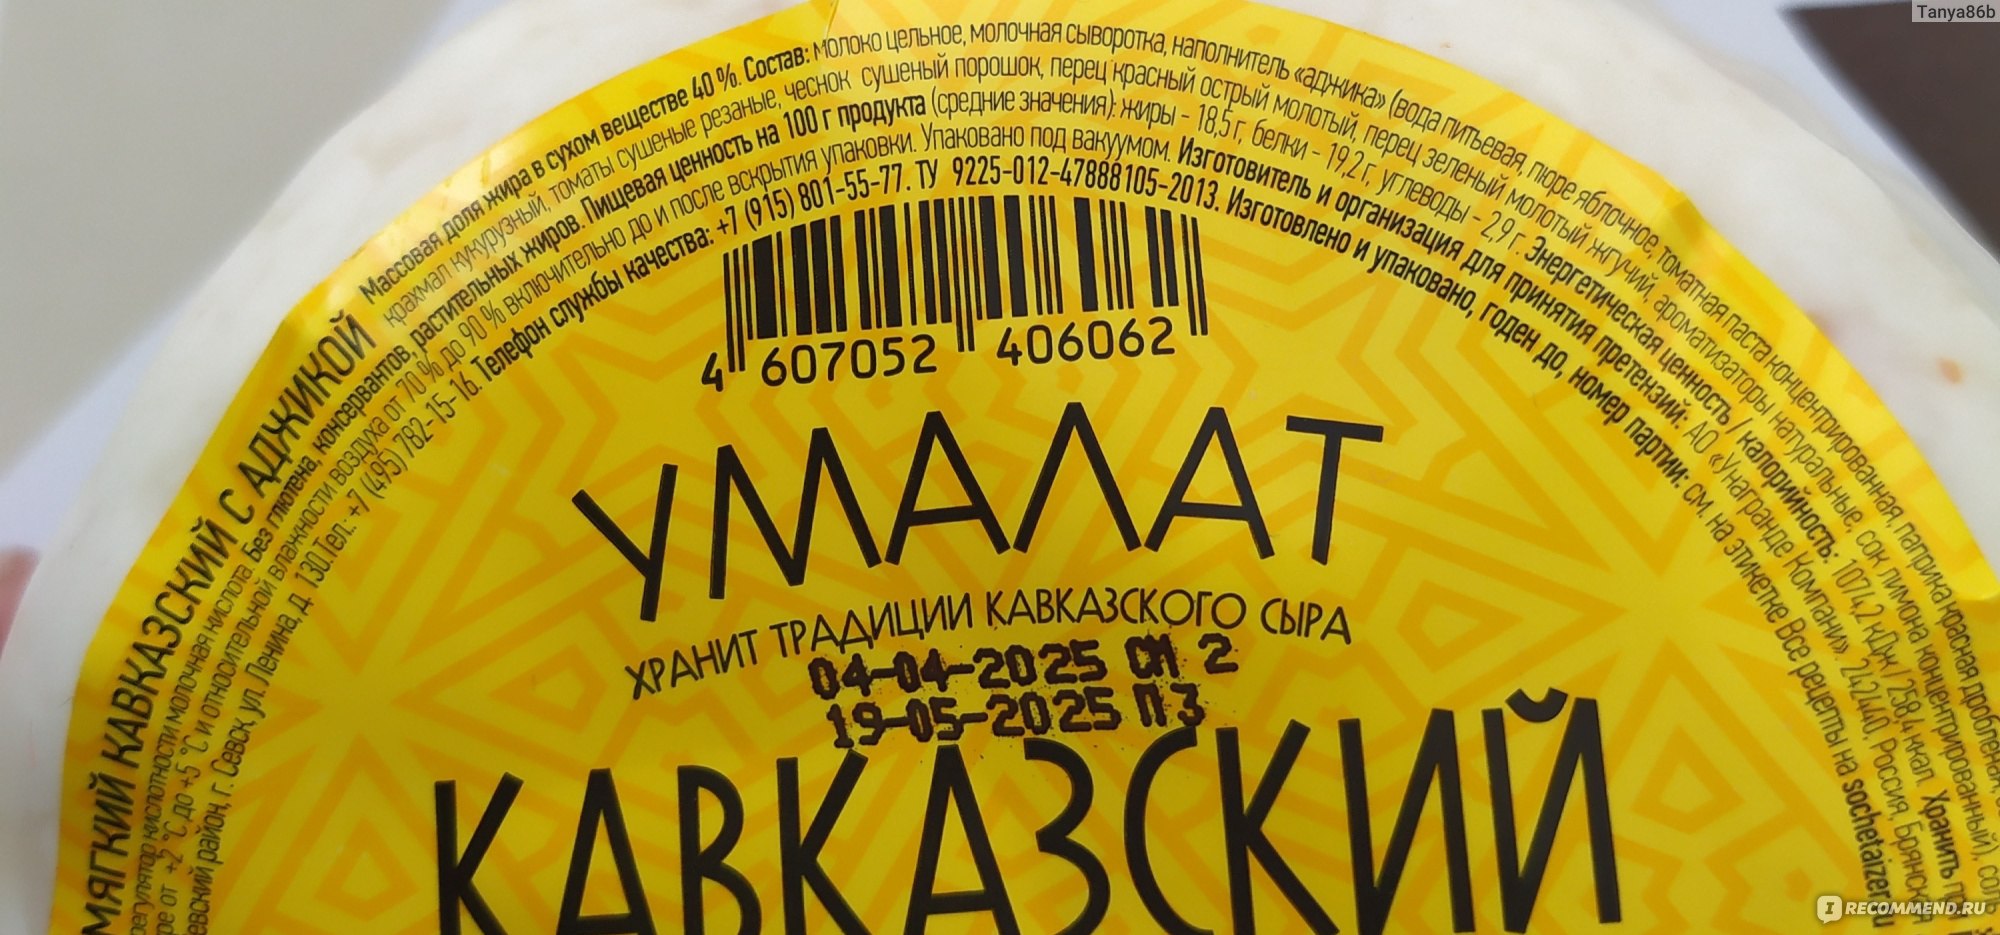 Tanya86b
МЯГКИЙ КАВКАЗСКИЙ С АДЖИКОЙ
Массовая доля жира в сухом веществе 40 %. Состав: молоко цельное, молочная сыворотка, наполнитель «аджика» (вода питьевая, пюре яблочное, томатная паста концентрированная, паприка красная дробленая,
крахмал кукурузный, томаты сушеные резаные, чеснок сушеный порошок, перец красный острый молотый, перец зеленый молотый жгучий, ароматизаторы натуральные, сок лимона концентрированный), соль
регулятор кислотности молочная кислота. Без глютена, консервантов, растительных жиров. Пищевая ценность на 100 г продукта (средние значения): жиры - 18,5 г, белки - 19,2 г, углеводы - 2,9 г. Энергетическая ценность / калорийность: 1074,2 кДж / 258,4 ккал. Хранить
от +2 °С до +5 °С и относительной влажности воздуха от 70 % до 90 % включительно до и после вскрытия упаковки. Упаковано под вакуумом. Изготовитель и организация для принятия претензий: АО «Унагранде Компани». 242440, Россия, Брянская
район, г. Севск, ул. Ленина, д. 130. Тел.: +7 (495) 782-15-16. Телефон службы качества: +7 (915) 801-55-77. ТУ 9225-012-47888105-2013. Изготовлено и упаковано, годен до, номер партии: см. на этикетке. Все рецепты на sochetaizer.ru
4 607052 406062
УМАЛАТ
ХРАНИТ ТРАДИЦИИ КАВКАЗСКОГО СЫРА
04-04-2025 СМ 2
19-05-2025 П 3
КАВКАЗСКИЙ
I RECOMMEND.RU